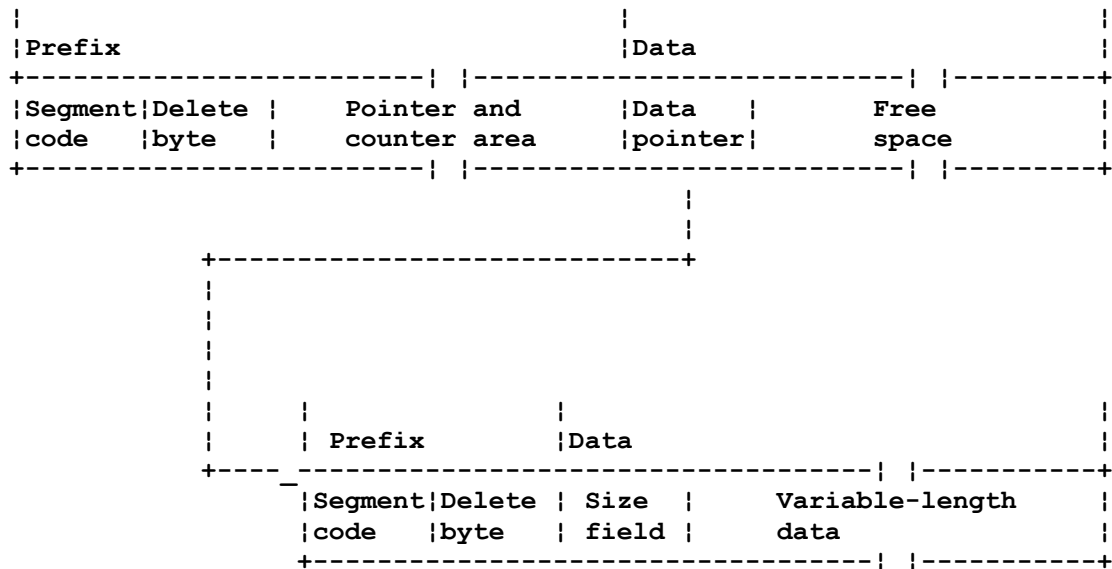 ¦Prefix ¦Data ¦
¦Segment¦Delete ¦ Pointer and ¦Data ¦ Free ¦
¦code ¦byte ¦ counter area ¦pointer¦ space ¦
¦ ¦ Prefix ¦Data ¦
¦Segment¦Delete ¦ Size ¦ Variable-length ¦
¦code ¦byte ¦ field ¦ data ¦